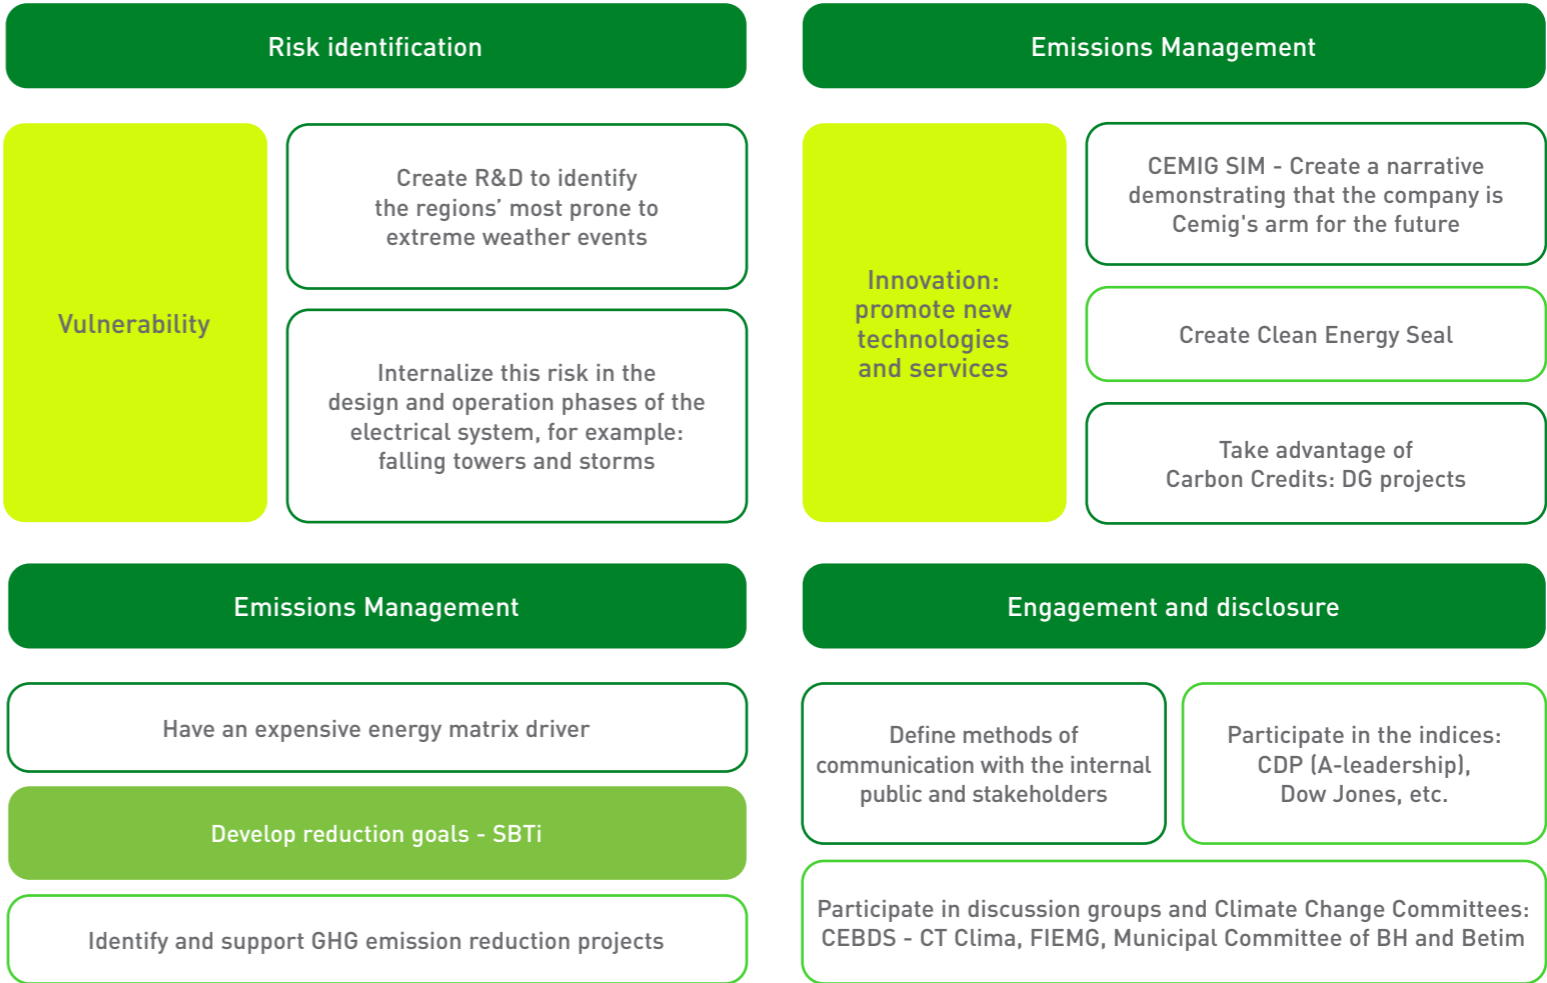 Risk identification
Vulnerability
Create R&D to identify
the regions’ most prone to
extreme weather events
Internalize this risk in the
design and operation phases of the
electrical system, for example:
falling towers and storms
Emissions Management
Innovation:
promote new
technologies
and services
CEMIG SIM - Create a narrative
demonstrating that the company is
Cemig's arm for the future
Create Clean Energy Seal
Take advantage of
Carbon Credits: DG projects
Emissions Management
Have an expensive energy matrix driver
Develop reduction goals - SBTi
Identify and support GHG emission reduction projects
Engagement and disclosure
Define methods of
communication with the internal
public and stakeholders
Participate in the indices:
CDP (A-leadership),
Dow Jones, etc.
Participate in discussion groups and Climate Change Committees:
CEBDS - CT Clima, FIEMG, Municipal Committee of BH and Betim